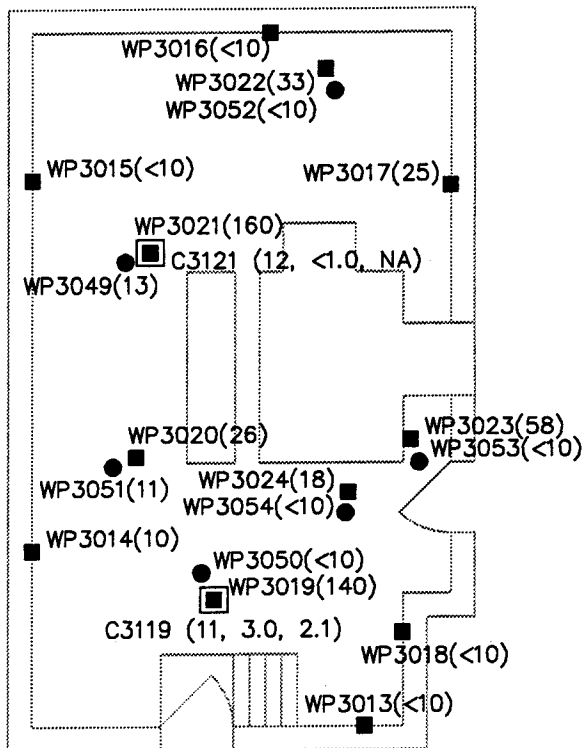 WP3016(<10)
WP3022(33)
WP3052(<10)
WP3015(<10)
WP3017(25)
WP3021(160)
C3121 (12, <1.0, NA)
WP3049(13)
WP3023(58)
WP3020(26)
WP3053(<10)
WP3051(11)
WP3024(18)
WP3054(<10)
WP3014(10)
WP3050(<10)
WP3019(140)
C3119 (11, 3.0, 2.1)
WP3018(<10)
WP3013(<10)